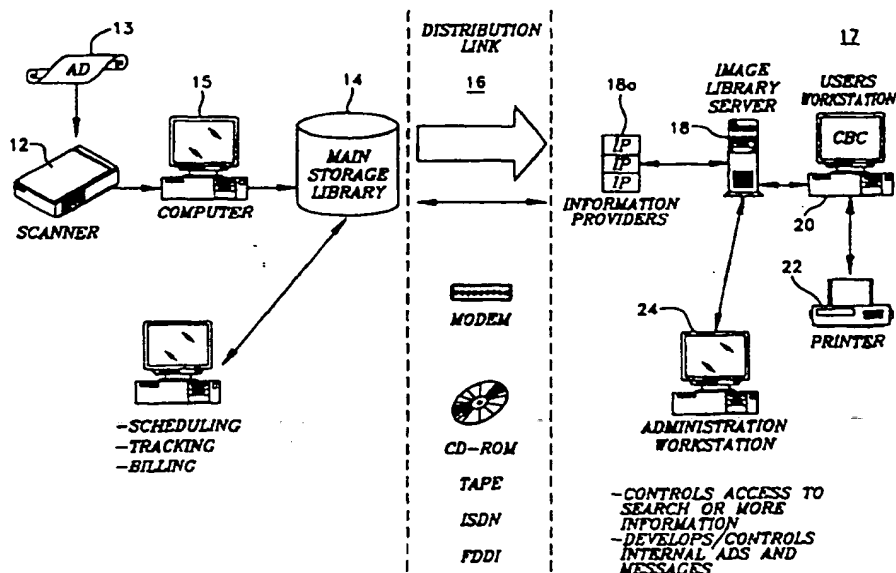 13
AD
12
SCANNER
15
COMPUTER
14
MAIN
STORAGE
LIBRARY
-SCHEDULING
-TRACKING
-BILLING
DISTRIBUTION
LINK
16
MODEM
CD-ROM
TAPE
ISDN
FDDI
17
18a
IP
IP
IP
INFORMATION
PROVIDERS
IMAGE
LIBRARY
SERVER
18
USERS
WORKSTATION
CBC
20
22
PRINTER
24
ADMINISTRATION
WORKSTATION
-CONTROLS ACCESS TO
SEARCH OR MORE
INFORMATION
-DEVELOPS/CONTROLS
INTERNAL ADS AND
MESSAGES